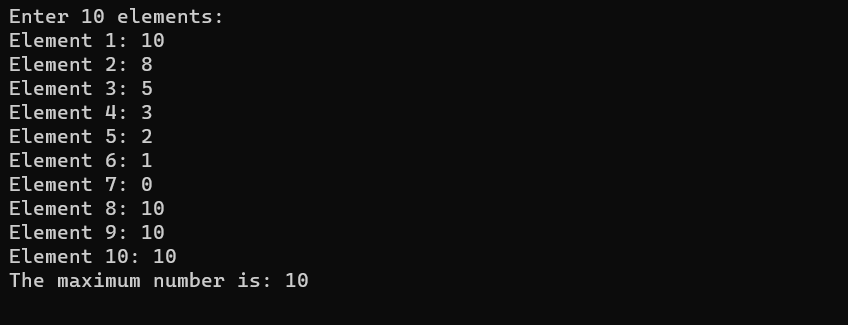 Enter 10 elements:
Element 1: 10
Element 2: 8
Element 3: 5
Element 4: 3
Element 5: 2
Element 6: 1
Element 7: 0
Element 8: 10
Element 9: 10
Element 10: 10
The maximum number is: 10